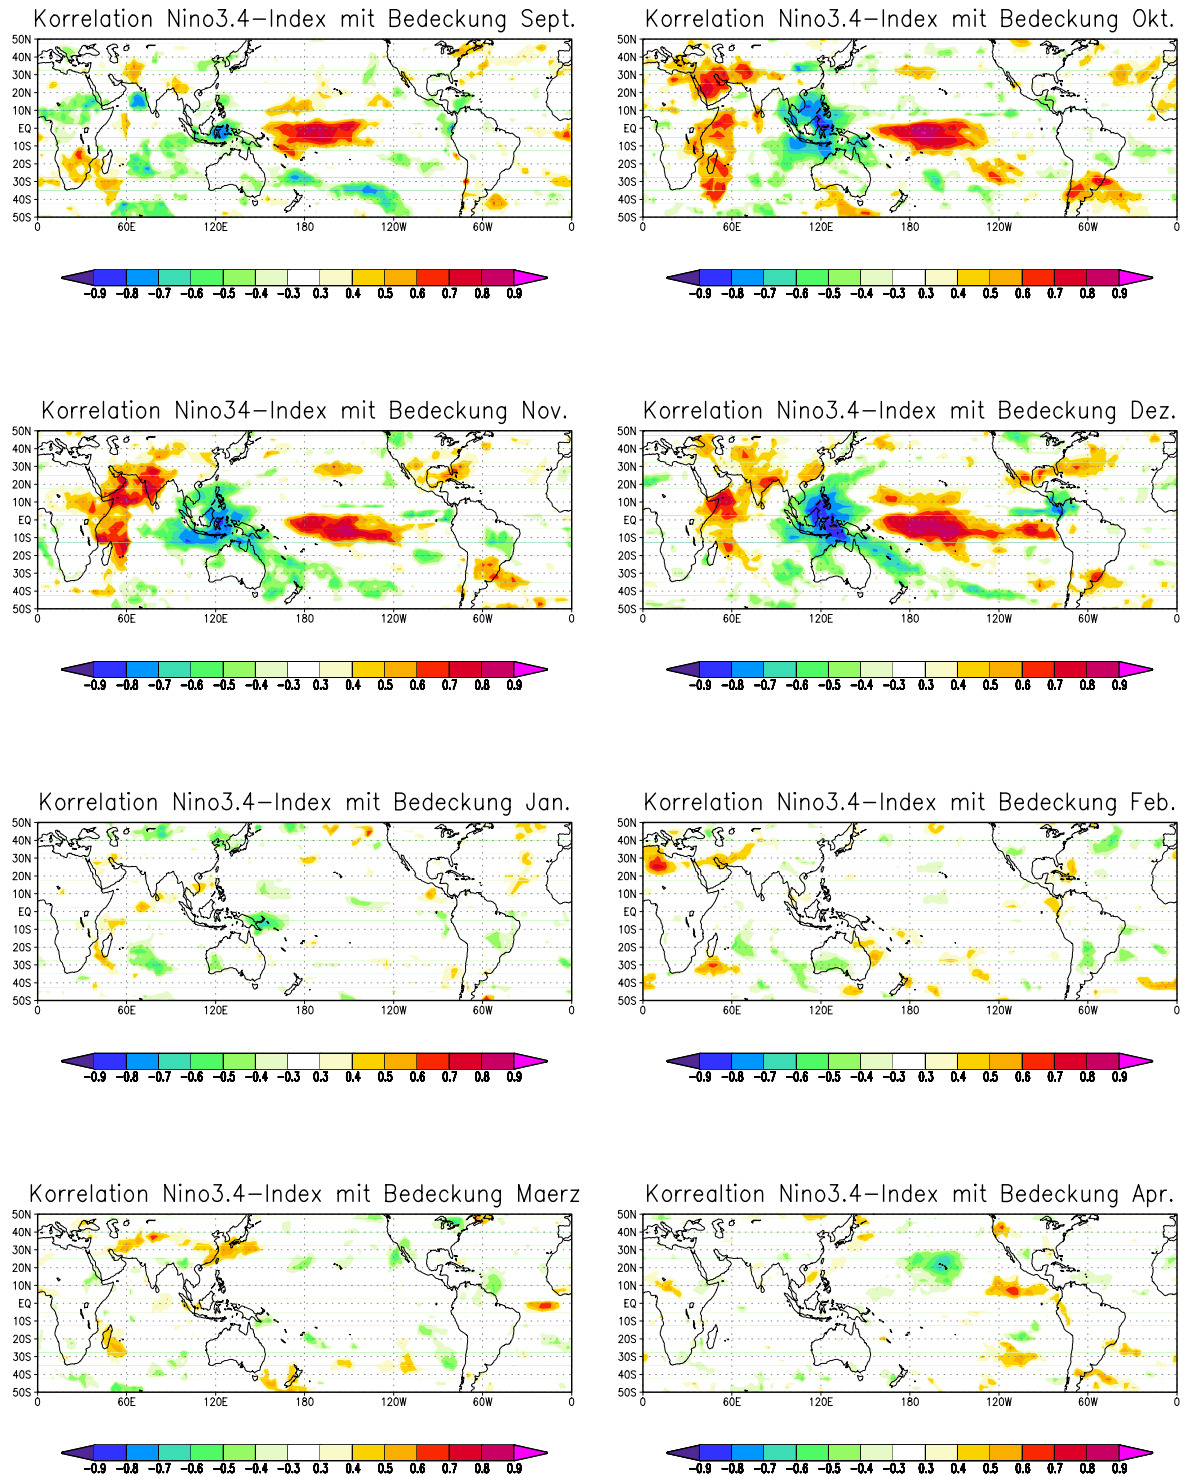 Korrelation Nino3.4-Index mit Bedeckung Sept.
50N
40N
30N
20N
10N
EQ
10S
20S
30S
40S
50S
0 60E 120E 180 120W 60W 0
-0.9 -0.8 -0.7 -0.6 -0.5 -0.4 -0.3 0.3 0.4 0.5 0.6 0.7 0.8 0.9
Korrelation Nino3.4-Index mit Bedeckung Okt.
50N
40N
30N
20N
10N
EQ
10S
20S
30S
40S
50S
0 60E 120E 180 120W 60W 0
-0.9 -0.8 -0.7 -0.6 -0.5 -0.4 -0.3 0.3 0.4 0.5 0.6 0.7 0.8 0.9
Korrelation Nino34-Index mit Bedeckung Nov.
50N
40N
30N
20N
10N
EQ
10S
20S
30S
40S
50S
0 60E 120E 180 120W 60W 0
-0.9 -0.8 -0.7 -0.6 -0.5 -0.4 -0.3 0.3 0.4 0.5 0.6 0.7 0.8 0.9
Korrelation Nino3.4-Index mit Bedeckung Dez.
50N
40N
30N
20N
10N
EQ
10S
20S
30S
40S
50S
0 60E 120E 180 120W 60W 0
-0.9 -0.8 -0.7 -0.6 -0.5 -0.4 -0.3 0.3 0.4 0.5 0.6 0.7 0.8 0.9
Korrelation Nino3.4-Index mit Bedeckung Jan.
50N
40N
30N
20N
10N
EQ
10S
20S
30S
40S
50S
0 60E 120E 180 120W 60W 0
-0.9 -0.8 -0.7 -0.6 -0.5 -0.4 -0.3 0.3 0.4 0.5 0.6 0.7 0.8 0.9
Korrelation Nino3.4-Index mit Bedeckung Feb.
50N
40N
30N
20N
10N
EQ
10S
20S
30S
40S
50S
0 60E 120E 180 120W 60W 0
-0.9 -0.8 -0.7 -0.6 -0.5 -0.4 -0.3 0.3 0.4 0.5 0.6 0.7 0.8 0.9
Korrelation Nino3.4-Index mit Bedeckung Maerz
50N
40N
30N
20N
10N
EQ
10S
20S
30S
40S
50S
0 60E 120E 180 120W 60W 0
-0.9 -0.8 -0.7 -0.6 -0.5 -0.4 -0.3 0.3 0.4 0.5 0.6 0.7 0.8 0.9
Korrealtion Nino3.4-Index mit Bedeckung Apr.
50N
40N
30N
20N
10N
EQ
10S
20S
30S
40S
50S
0 60E 120E 180 120W 60W 0
-0.9 -0.8 -0.7 -0.6 -0.5 -0.4 -0.3 0.3 0.4 0.5 0.6 0.7 0.8 0.9